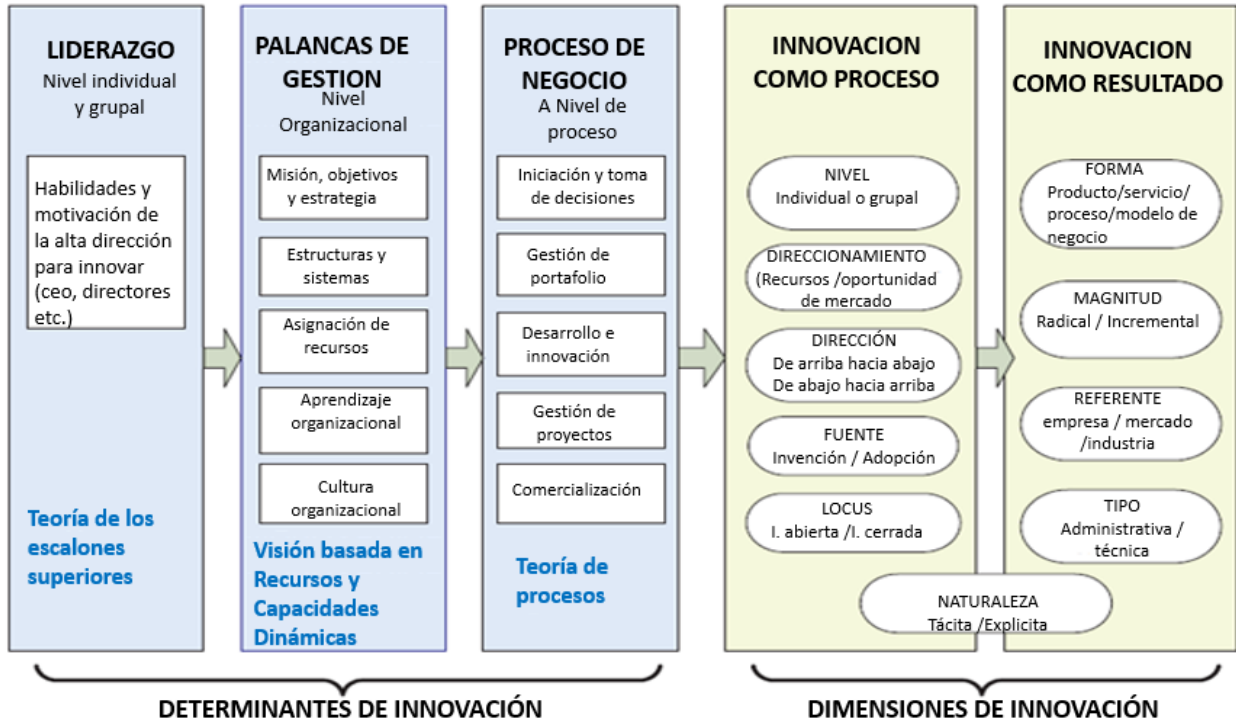 LIDERAZGO
Nivel individual
y grupal
Habilidades y
motivación de
la alta dirección
para innovar
(ceo, directores
etc.)
Teoría de los
escalones
superiores
PALANCAS DE
GESTION
Nivel
Organizacional
Misión, objetivos
y estrategia
Estructuras y
sistemas
Asignación de
recursos
Aprendizaje
organizacional
Cultura
organizacional
Visión basada en
Recursos y
Capacidades
Dinámicas
PROCESO DE
NEGOCIO
A Nivel de
proceso
Iniciación y toma
de decisiones
Gestión de
portafolio
Desarrollo e
innovación
Gestión de
proyectos
Comercialización
Teoría de
procesos
INNOVACION
COMO PROCESO
NIVEL
Individual o grupal
DIRECCIONAMIENTO
(Recursos /oportunidad
de mercado
DIRECCIÓN
De arriba hacia abajo
De abajo hacia arriba
FUENTE
Invención / Adopción
LOCUS
I. abierta /I. cerrada
INNOVACION
COMO RESULTADO
FORMA
Producto/servicio/
proceso/modelo de
negocio
MAGNITUD
Radical / Incremental
REFERENTE
empresa / mercado
/industria
TIPO
Administrativa /
técnica
NATURALEZA
Tácita /Explicita
DETERMINANTES DE INNOVACIÓN
DIMENSIONES DE INNOVACIÓN